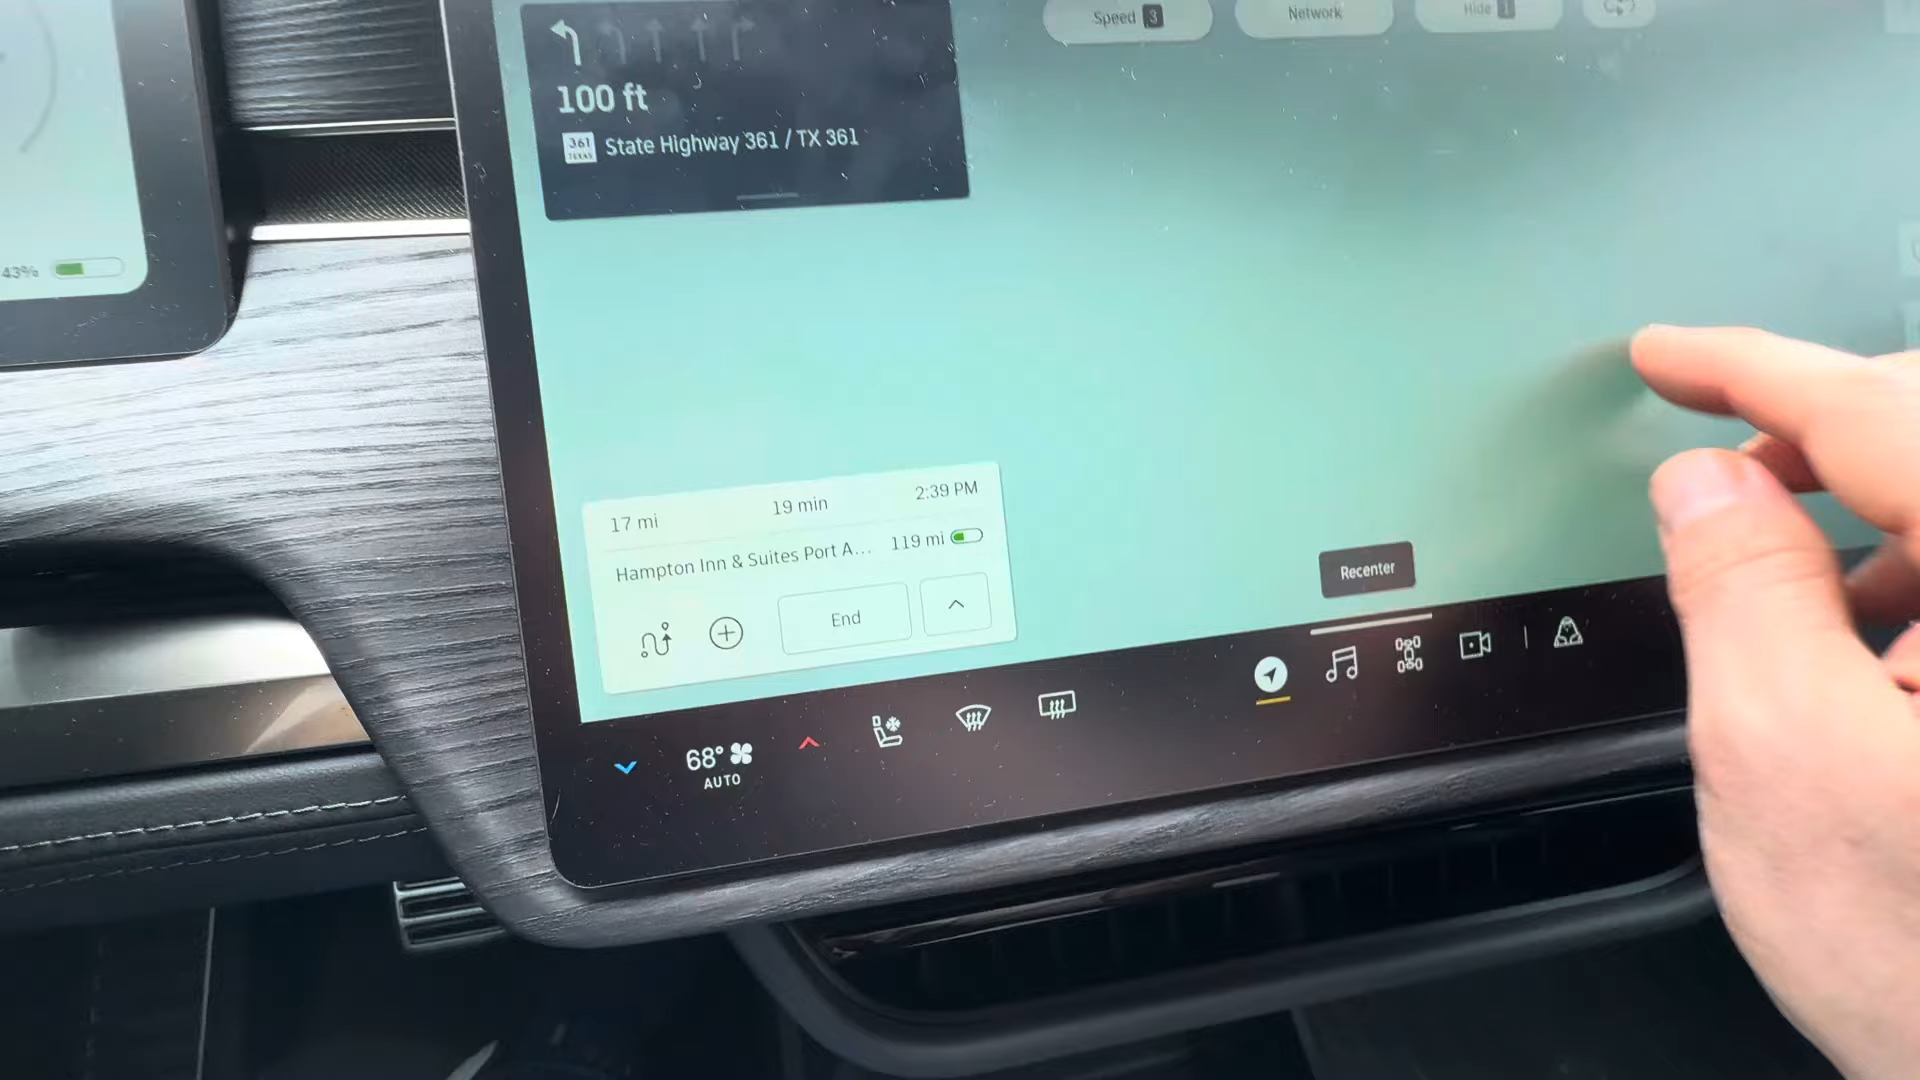 Speed 3
Network
Hide 1
100 ft
361
TEXAS
State Highway 361 / TX 361
43%
17 mi
19 min
2:39 PM
Hampton Inn & Suites Port A...
119 mi
End
Recenter
68°
AUTO